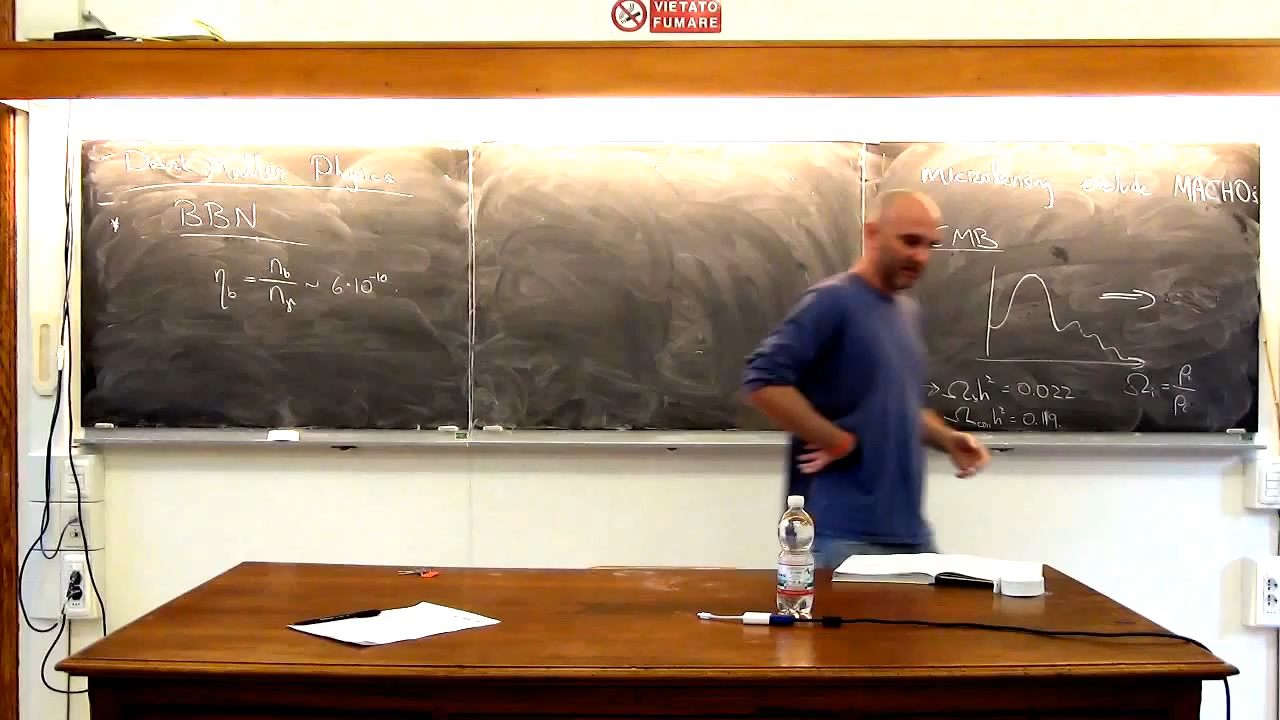 VIETATO
FUMARE
Dark Matter Physics
* BBN
η_b = n_b/n_γ ~ 6·10^-10.
microlensing exclude MACHOs
CMB
⇒
→ Ω_b h² = 0.022
Ω_i = ρ_i/ρ_c
h² = 0.119.